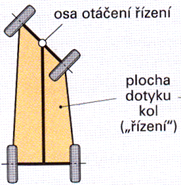 osa otáčení řízení
plocha
dotyku
kol
(„řízení“)